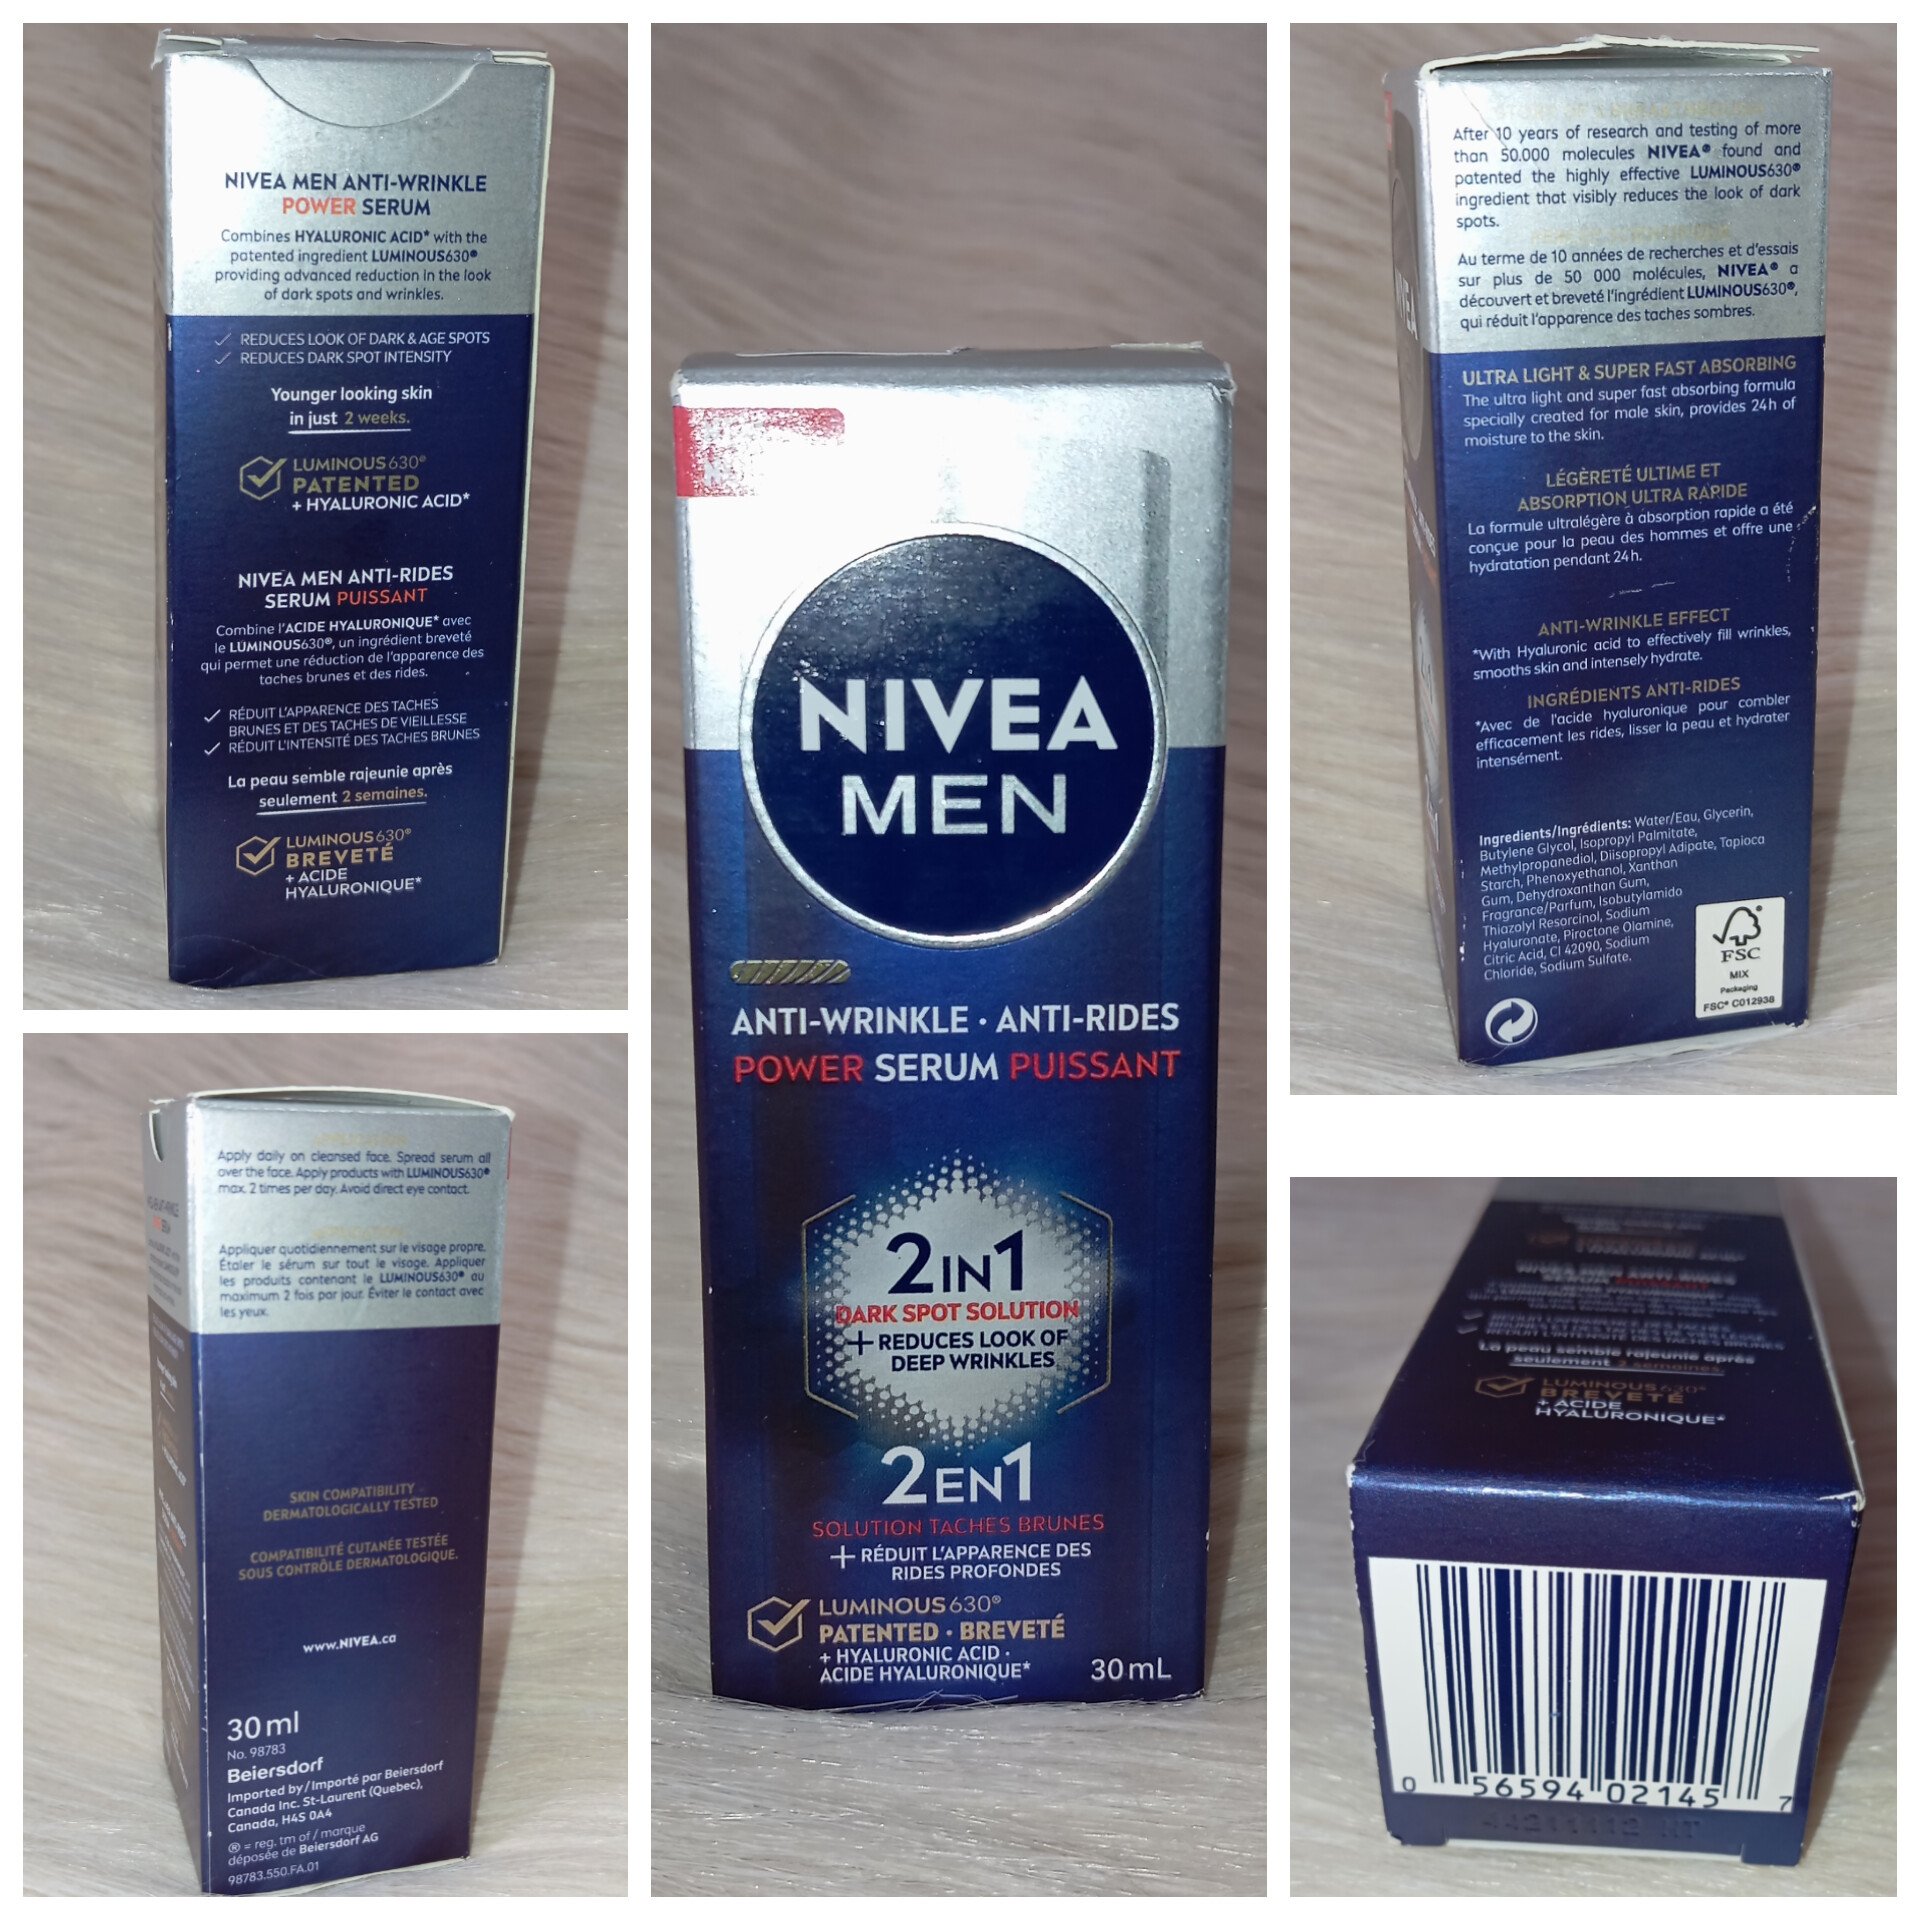 NIVEA MEN ANTI-WRINKLE
POWER SERUM
Combines HYALURONIC ACID* with the
patented ingredient LUMINOUS630®
providing advanced reduction in the look
of dark spots and wrinkles.
REDUCES LOOK OF DARK & AGE SPOTS
REDUCES DARK SPOT INTENSITY
Younger looking skin
in just 2 weeks.
LUMINOUS630®
PATENTED
+ HYALURONIC ACID*
NIVEA MEN ANTI-RIDES
SERUM PUISSANT
Combine l'ACIDE HYALURONIQUE* avec
le LUMINOUS630®, un ingrédient breveté
qui permet une réduction de l'apparence des
taches brunes et des rides.
RÉDUIT L'APPARENCE DES TACHES
BRUNES ET DES TACHES DE VIEILLESSE
RÉDUIT L'INTENSITÉ DES TACHES BRUNES
La peau semble rajeunie après
seulement 2 semaines.
LUMINOUS630®
BREVETÉ
+ ACIDE
HYALURONIQUE*
NIVEA
MEN
ANTI-WRINKLE · ANTI-RIDES
POWER SERUM PUISSANT
2IN1
DARK SPOT SOLUTION
+ REDUCES LOOK OF
DEEP WRINKLES
2EN1
SOLUTION TACHES BRUNES
+ RÉDUIT L'APPARENCE DES
RIDES PROFONDES
LUMINOUS630®
PATENTED · BREVETÉ
+ HYALURONIC ACID ·
ACIDE HYALURONIQUE*
30 mL
After 10 years of research and testing of more
than 50.000 molecules NIVEA® found and
patented the highly effective LUMINOUS630®
ingredient that visibly reduces the look of dark
spots.
Au terme de 10 années de recherches et d'essais
sur plus de 50 000 molécules, NIVEA® a
découvert et breveté l'ingrédient LUMINOUS630®,
qui réduit l'apparence des taches sombres.
ULTRA LIGHT & SUPER FAST ABSORBING
The ultra light and super fast absorbing formula
specially created for male skin, provides 24h of
moisture to the skin.
LÉGÈRETÉ ULTIME ET
ABSORPTION ULTRA RAPIDE
La formule ultralégère à absorption rapide a été
conçue pour la peau des hommes et offre une
hydratation pendant 24h.
ANTI-WRINKLE EFFECT
*With Hyaluronic acid to effectively fill wrinkles,
smooths skin and intensely hydrate.
INGRÉDIENTS ANTI-RIDES
*Avec de l'acide hyaluronique pour combler
efficacement les rides, lisser la peau et hydrater
intensément.
Ingredients/Ingrédients: Water/Eau, Glycerin,
Butylene Glycol, Isopropyl Palmitate,
Methylpropanediol, Diisopropyl Adipate, Tapioca
Starch, Phenoxyethanol, Xanthan
Gum, Dehydroxanthan Gum,
Fragrance/Parfum, Isobutylamido
Thiazolyl Resorcinol, Sodium
Hyaluronate, Piroctone Olamine,
Citric Acid, CI 42090, Sodium
Chloride, Sodium Sulfate.
FSC
MIX
Packaging
FSC® C012938
APPLICATION
Apply daily on cleansed face. Spread serum all
over the face. Apply products with LUMINOUS630®
max. 2 times per day. Avoid direct eye contact.
APPLICATION
Appliquer quotidiennement sur le visage propre.
Étaler le sérum sur tout le visage. Appliquer
les produits contenant le LUMINOUS630® au
maximum 2 fois par jour. Éviter le contact avec
les yeux.
SKIN COMPATIBILITY
DERMATOLOGICALLY TESTED
COMPATIBILITÉ CUTANÉE TESTÉE
SOUS CONTRÔLE DERMATOLOGIQUE.
www.NIVEA.ca
30 ml
No. 98783
Beiersdorf
Imported by / Importé par Beiersdorf
Canada Inc. St-Laurent (Quebec),
Canada, H4S 0A4
® = reg. tm of / marque
déposée de Beiersdorf AG
98783.550.FA.01
La peau semble rajeunie après
seulement 2 semaines.
LUMINOUS630®
BREVETÉ
+ ACIDE
HYALURONIQUE*
0 56594 02145 7